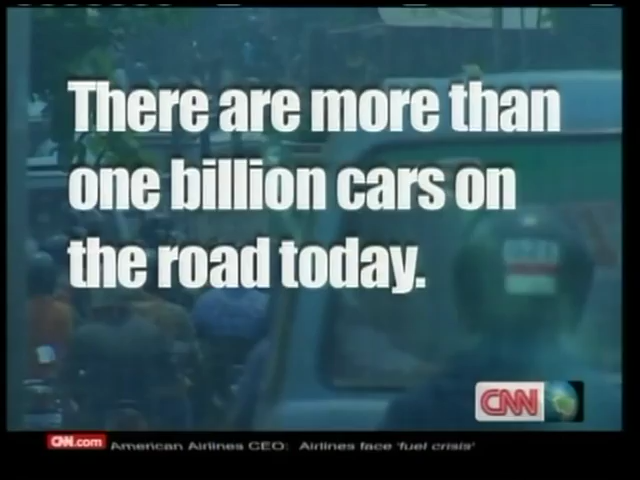 There are more than
one billion cars on
the road today.
CNN
CNN.com American Airlines CEO: Airlines face 'fuel crisis'